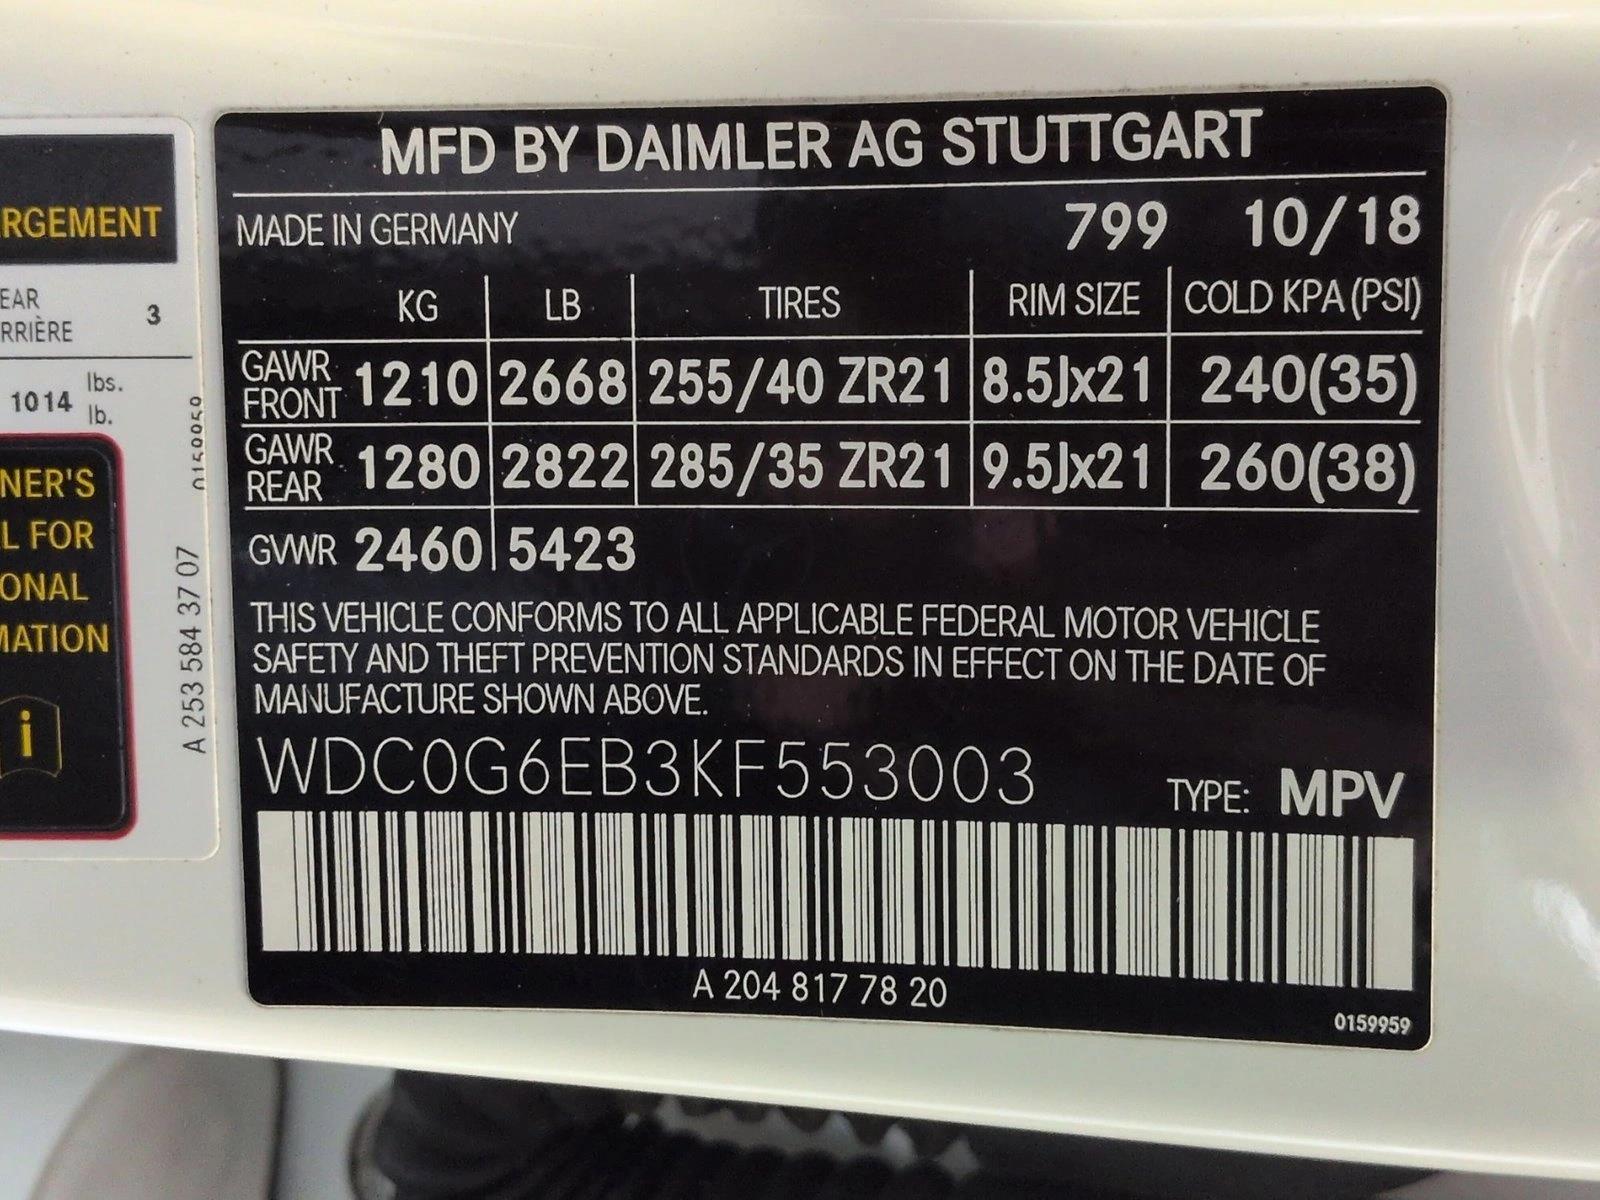 MFD BY DAIMLER AG STUTTGART
MADE IN GERMANY 799 10/18
KG LB TIRES RIM SIZE COLD KPA (PSI)
GAWR FRONT 1210 2668 255/40 ZR21 8.5Jx21 240(35)
GAWR REAR 1280 2822 285/35 ZR21 9.5Jx21 260(38)
GVWR 2460 5423
THIS VEHICLE CONFORMS TO ALL APPLICABLE FEDERAL MOTOR VEHICLE
SAFETY AND THEFT PREVENTION STANDARDS IN EFFECT ON THE DATE OF
MANUFACTURE SHOWN ABOVE.
WDC0G6EB3KF553003 TYPE: MPV
A 204 817 78 20
0159959
RGEMENT
EAR
RRIÈRE 3
1014 lbs.
lb.
NER'S
L FOR
ONAL
MATION
i
A 253 584 37 07